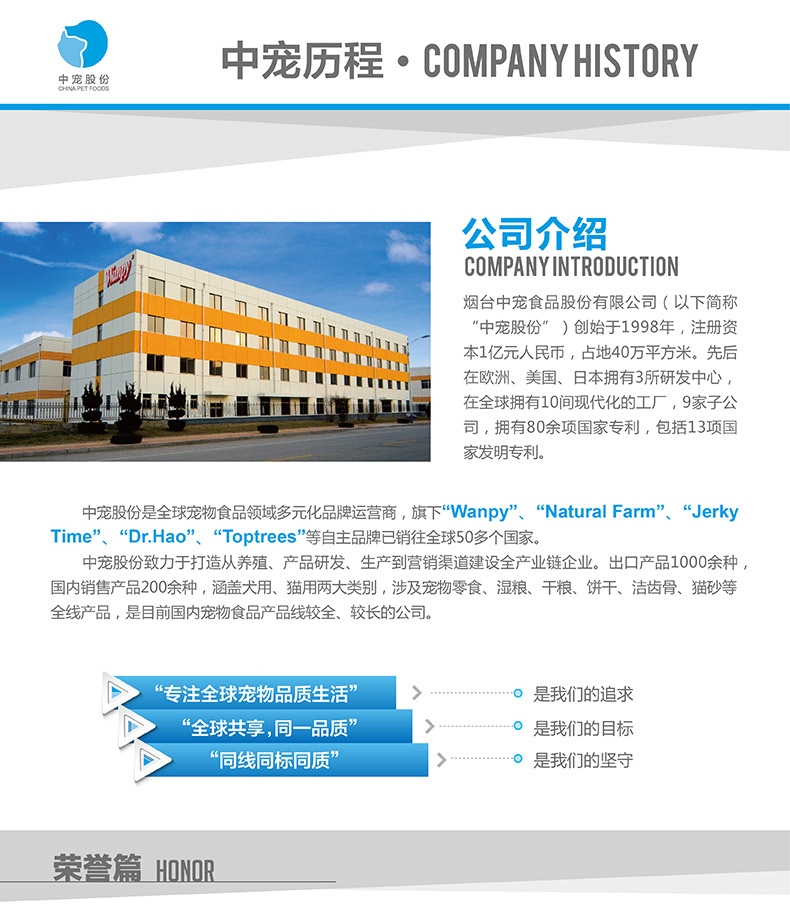 中宠股份
CHINA PET FOODS
中宠历程·COMPANY HISTORY
Wanpy
公司介绍
COMPANY INTRODUCTION
烟台中宠食品股份有限公司（以下简称
“中宠股份”）创始于1998年，注册资
本1亿元人民币，占地40万平方米。先后
在欧洲、美国、日本拥有3所研发中心，
在全球拥有10间现代化的工厂，9家子公
司，拥有80余项国家专利，包括13项国
家发明专利。
中宠股份是全球宠物食品领域多元化品牌运营商，旗下“Wanpy”、“Natural Farm”、“Jerky
Time”、“Dr.Hao”、“Toptrees”等自主品牌已销往全球50多个国家。
中宠股份致力于打造从养殖、产品研发、生产到营销渠道建设全产业链企业。出口产品1000余种，
国内销售产品200余种，涵盖犬用、猫用两大类别，涉及宠物零食、湿粮、干粮、饼干、洁齿骨、猫砂等
全线产品，是目前国内宠物食品产品线较全、较长的公司。
“专注全球宠物品质生活” 是我们的追求
“全球共享，同一品质” 是我们的目标
“同线同标同质” 是我们的坚守
荣誉篇 HONOR